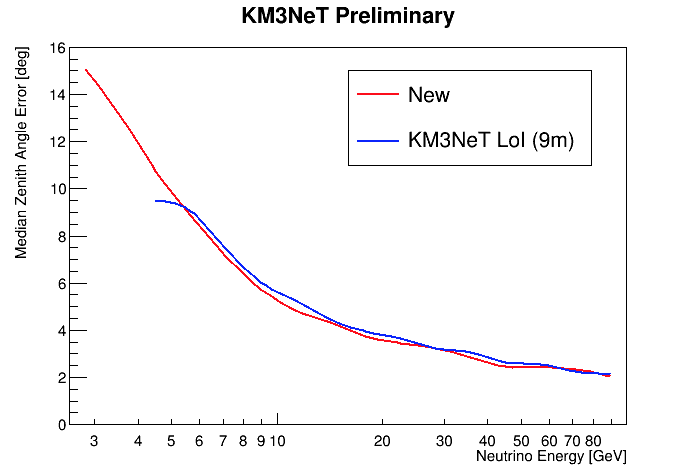 KM3NeT Preliminary
Median Zenith Angle Error [deg]
16
14
12
10
8
6
4
2
0
New
KM3NeT LoI (9m)
3 4 5 6 7 8 9 10 20 30 40 50 60 70 80
Neutrino Energy [GeV]